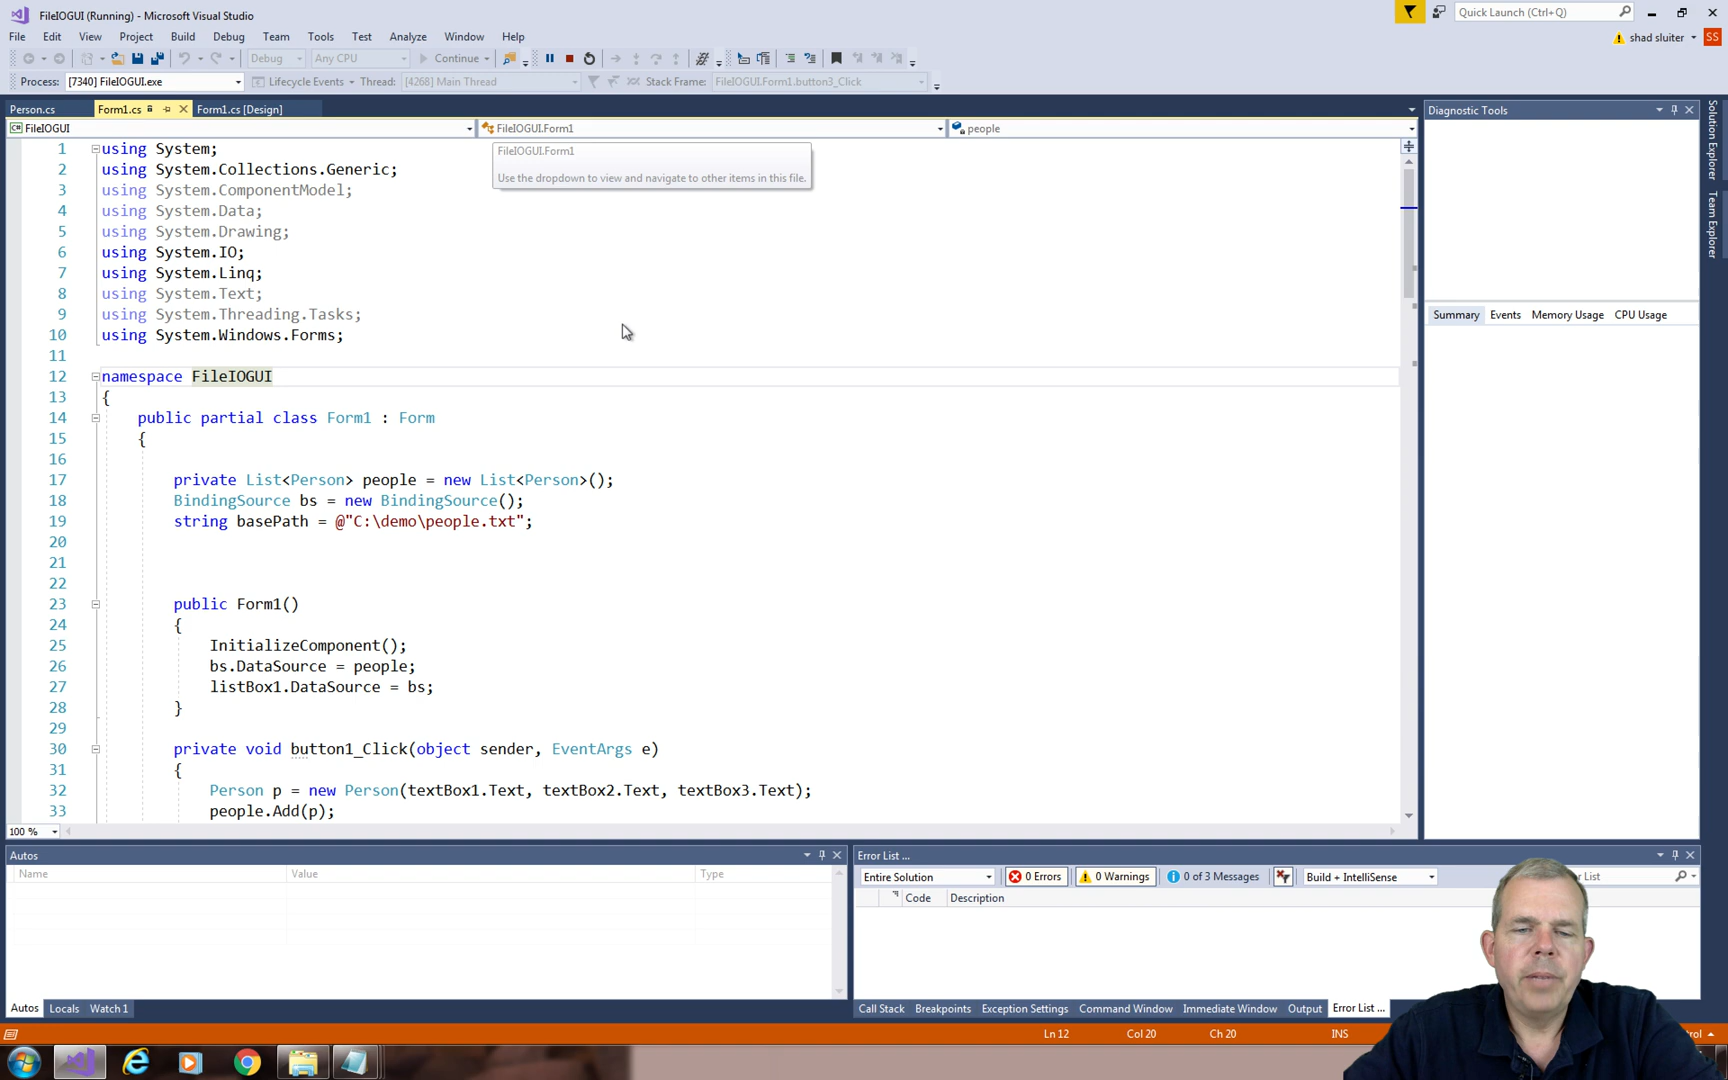 FileIOGUI (Running) - Microsoft Visual Studio
Quick Launch (Ctrl+Q)
File Edit View Project Build Debug Team Tools Test Analyze Window Help
shad sluiter SS
Debug Any CPU Continue
Process: [7340] FileIOGUI.exe Lifecycle Events Thread: [4268] Main Thread Stack Frame: FileIOGUI.Form1.button3_Click
Person.cs Form1.cs Form1.cs [Design]
Diagnostic Tools
Solution Explorer
Team Explorer
C# FileIOGUI FileIOGUI.Form1 people
FileIOGUI.Form1
Use the dropdown to view and navigate to other items in this file.
Summary Events Memory Usage CPU Usage
1 using System;
2 using System.Collections.Generic;
3 using System.ComponentModel;
4 using System.Data;
5 using System.Drawing;
6 using System.IO;
7 using System.Linq;
8 using System.Text;
9 using System.Threading.Tasks;
10 using System.Windows.Forms;
11
12 namespace FileIOGUI
13 {
14 public partial class Form1 : Form
15 {
16
17 private List<Person> people = new List<Person>();
18 BindingSource bs = new BindingSource();
19 string basePath = @"C:\demo\people.txt";
20
21
22
23 public Form1()
24 {
25 InitializeComponent();
26 bs.DataSource = people;
27 listBox1.DataSource = bs;
28 }
29
30 private void button1_Click(object sender, EventArgs e)
31 {
32 Person p = new Person(textBox1.Text, textBox2.Text, textBox3.Text);
33 people.Add(p);
100 %
Autos
Name Value Type
Autos Locals Watch 1
Error List ...
Entire Solution 0 Errors 0 Warnings 0 of 3 Messages Build + IntelliSense List
Code Description
Call Stack Breakpoints Exception Settings Command Window Immediate Window Output Error List ...
Ln 12 Col 20 Ch 20 INS